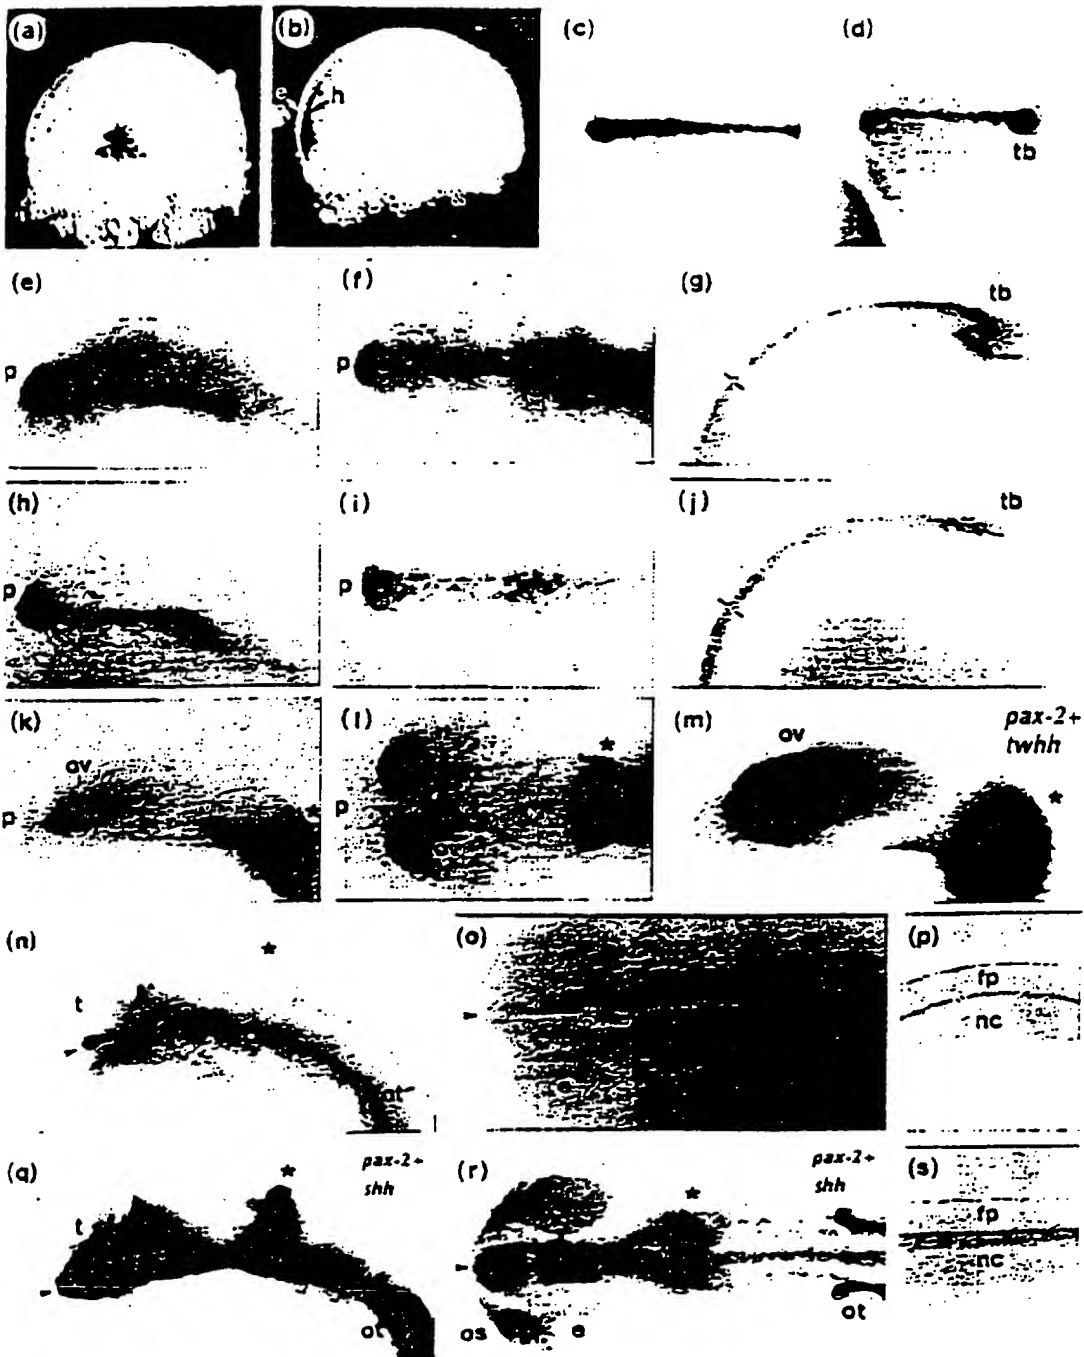 (a)
(b)
(c)
(d)
e
h
tb
(e)
(f)
(g)
tb
p
p
(h)
(i)
(j)
tb
p
p
(k)
(l)
(m)
pax-2+
twhh
ov
*
ov
*
p
p
ov
(n)
*
(o)
(p)
t
fp
nc
ot
(q)
*
pax-2+
shh
(r)
*
pax-2+
shh
(s)
t
fp
nc
ot
os
e
ot